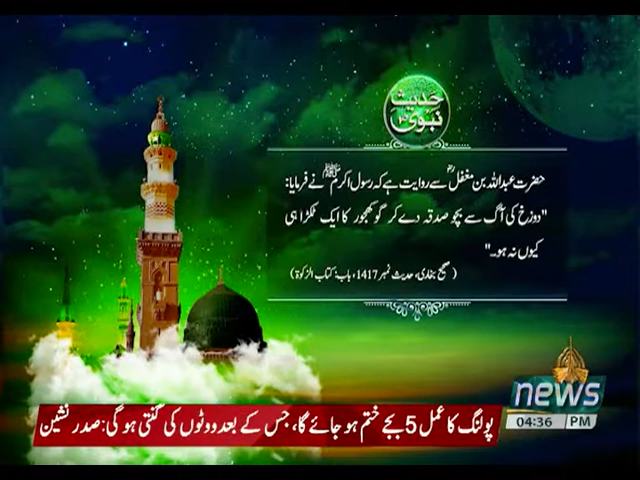 حدیث
نبوی ﷺ
حضرت عبداللہ بن مغفلؓ سے روایت ہے کہ رسول اکرم ﷺ نے فرمایا:
"دوزخ کی آگ سے بچو صدقہ دے کر گو کھجور کا ایک ٹکڑا ہی
کیوں نہ ہو۔"
(صحیح بخاری، حدیث نمبر 1417، باب: کتاب الزکوۃ)
news
04:36 PM
پولنگ کا عمل 5 بجے ختم ہو جائے گا، جس کے بعد ووٹوں کی گنتی ہو گی: صدر نشین